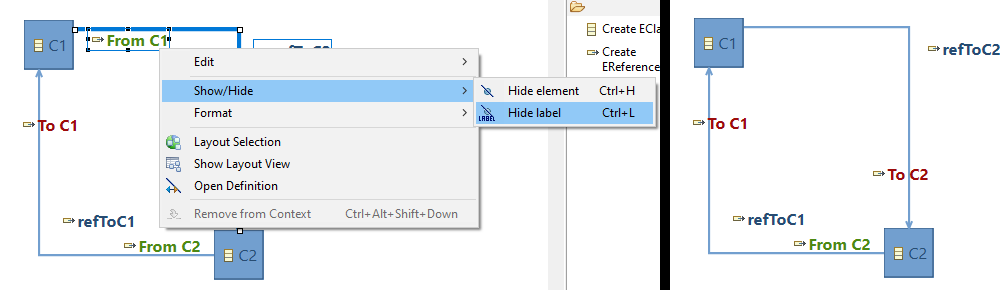 C1
From C1
Edit
Show/Hide
Format
Layout Selection
Show Layout View
Open Definition
Remove from Context Ctrl+Alt+Shift+Down
Hide element Ctrl+H
Hide label Ctrl+L
LABEL
To C1
refToC1
From C2
C2
Create ECla
Create
EReference
C1
refToC2
To C1
To C2
refToC1
From C2
C2